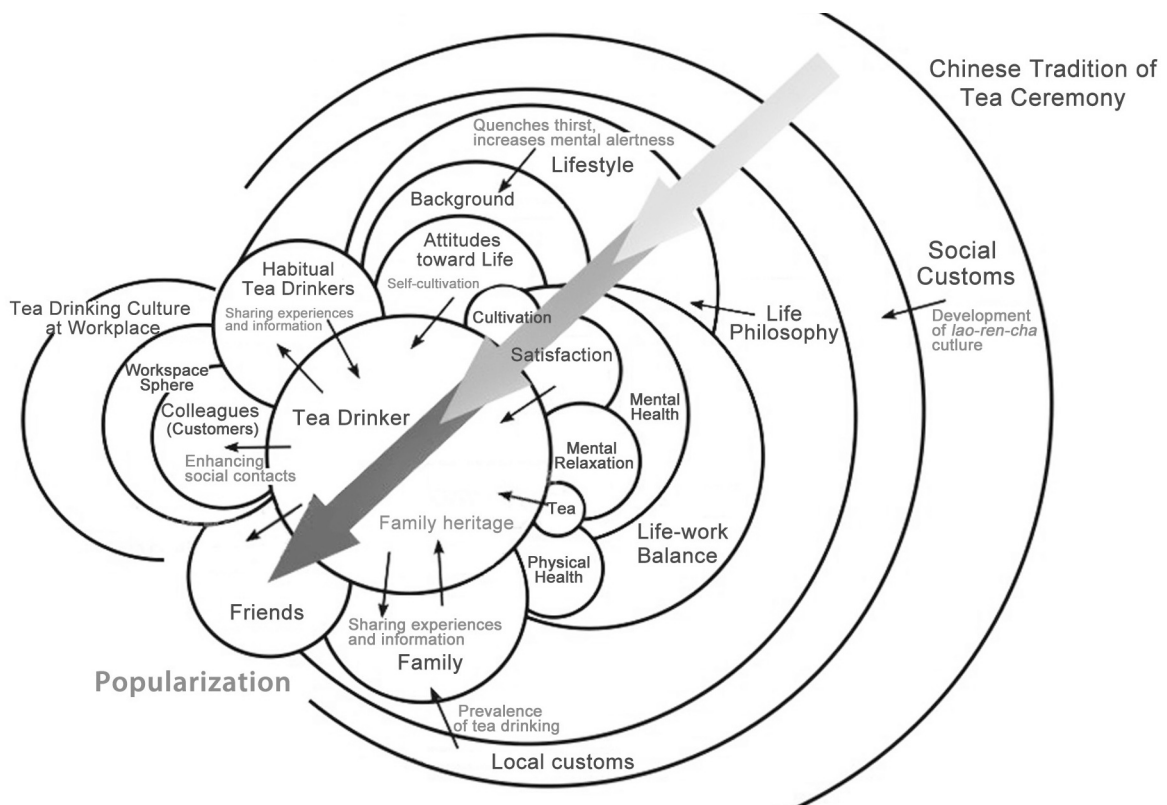 Chinese Tradition of
Tea Ceremony
Quenches thirst,
increases mental alertness
Lifestyle
Background
Attitudes
toward Life
Self-cultivation
Habitual
Tea Drinkers
Sharing experiences
and information
Tea Drinking Culture
at Workplace
Workspace
Sphere
Colleagues
(Customers)
Enhancing
social contacts
Tea Drinker
Cultivation
Satisfaction
Mental
Health
Mental
Relaxation
Tea
Physical
Health
Life-work
Balance
Life
Philosophy
Social
Customs
Development
of lao-ren-cha
cutlure
Family heritage
Friends
Sharing experiences
and information
Family
Popularization
Prevalence
of tea drinking
Local customs